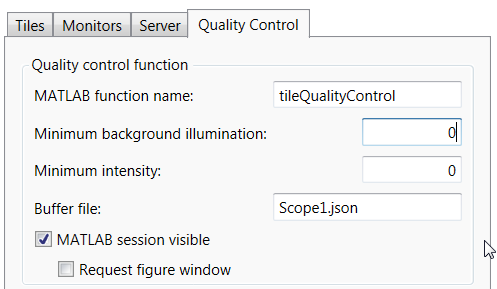 Tiles Monitors Server Quality Control
Quality control function
MATLAB function name: tileQualityControl
Minimum background illumination: 0
Minimum intensity: 0
Buffer file: Scope1.json
MATLAB session visible
Request figure window